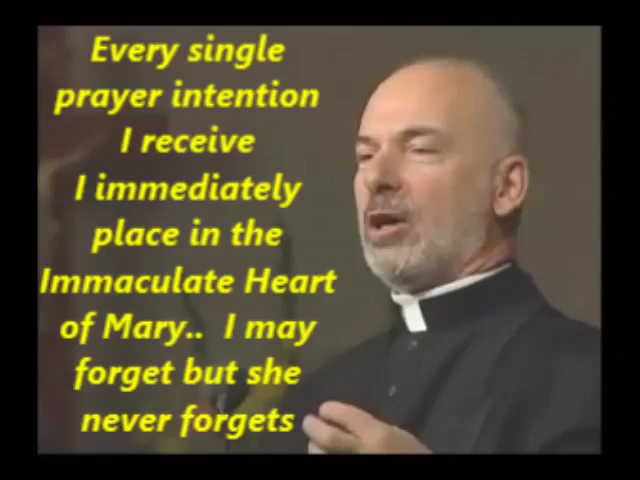 Every single
prayer intention
I receive
I immediately
place in the
Immaculate Heart
of Mary.. I may
forget but she
never forgets